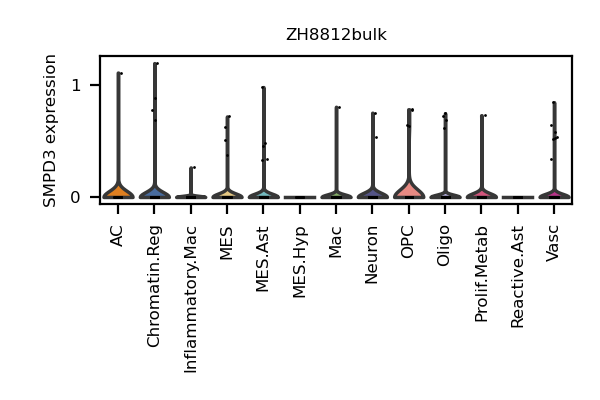 ZH8812bulk
SMPD3 expression
1
0
AC
Chromatin.Reg
Inflammatory.Mac
MES
MES.Ast
MES.Hyp
Mac
Neuron
OPC
Oligo
Prolif.Metab
Reactive.Ast
Vasc